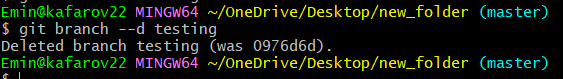 Emin@kafarov22 MINGW64 ~/OneDrive/Desktop/new_folder (master)
$ git branch --d testing
Deleted branch testing (was 0976d6d).
Emin@kafarov22 MINGW64 ~/OneDrive/Desktop/new_folder (master)
$